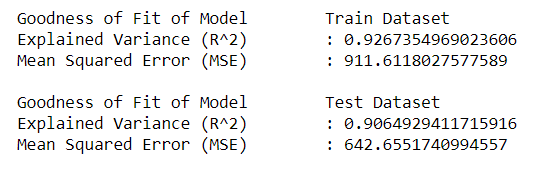 Goodness of Fit of Model Train Dataset
Explained Variance (R^2) : 0.9267354969023606
Mean Squared Error (MSE) : 911.6118027577589
Goodness of Fit of Model Test Dataset
Explained Variance (R^2) : 0.9064929411715916
Mean Squared Error (MSE) : 642.6551740994557